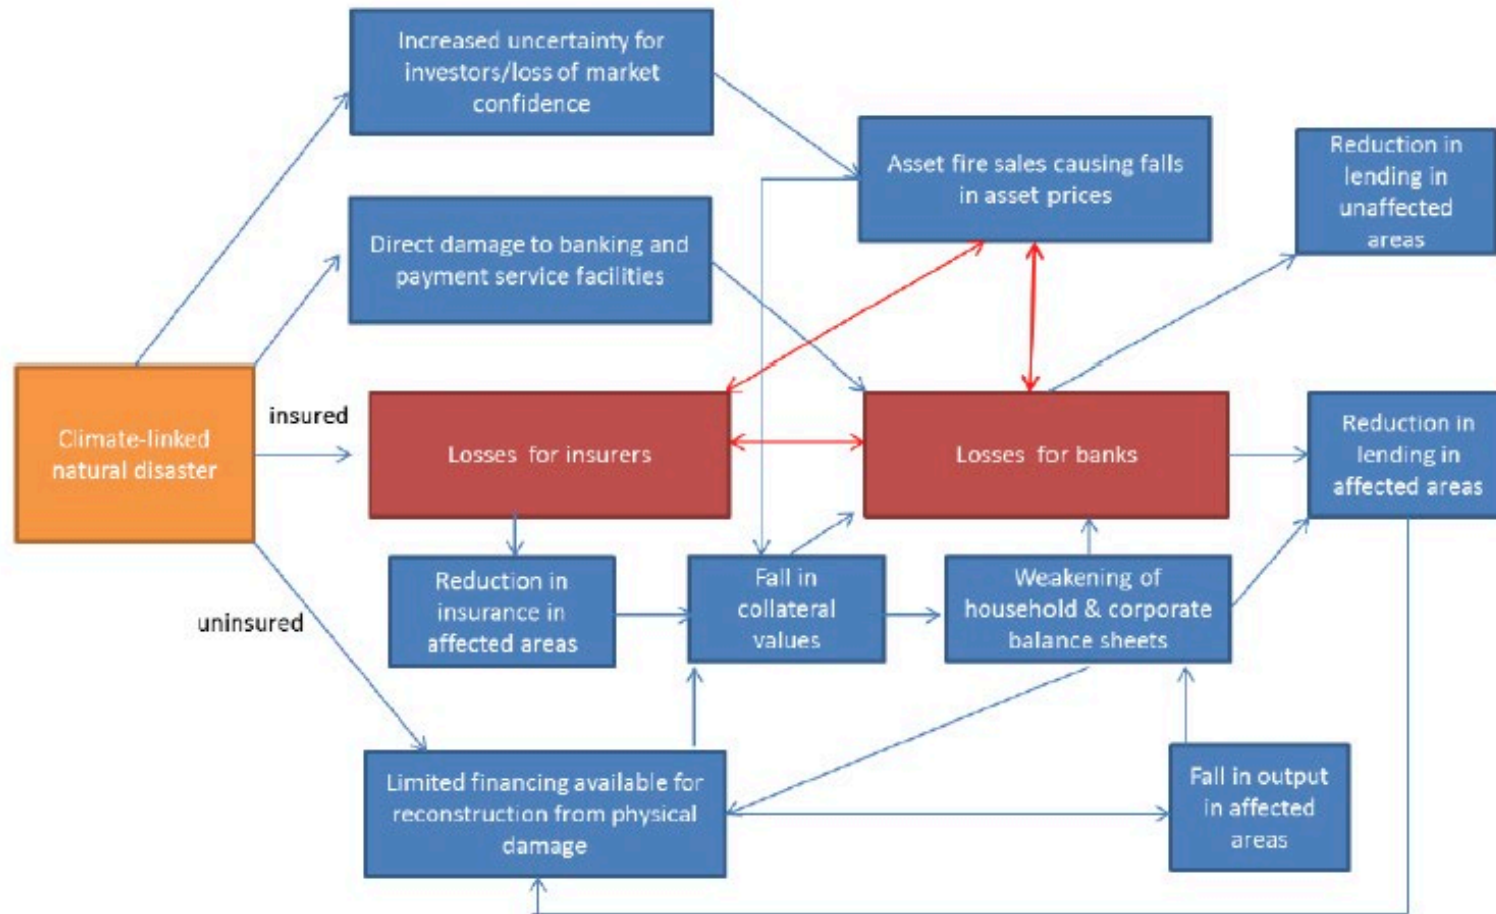 Increased uncertainty for
investors/loss of market
confidence
Asset fire sales causing falls
in asset prices
Reduction in
lending in
unaffected
areas
Direct damage to banking and
payment service facilities
Climate-linked
natural disaster
insured
Losses for insurers
Losses for banks
Reduction in
lending in
affected areas
uninsured
Reduction in
insurance in
affected areas
Fall in
collateral
values
Weakening of
household & corporate
balance sheets
Limited financing available for
reconstruction from physical
damage
Fall in output
in affected
areas